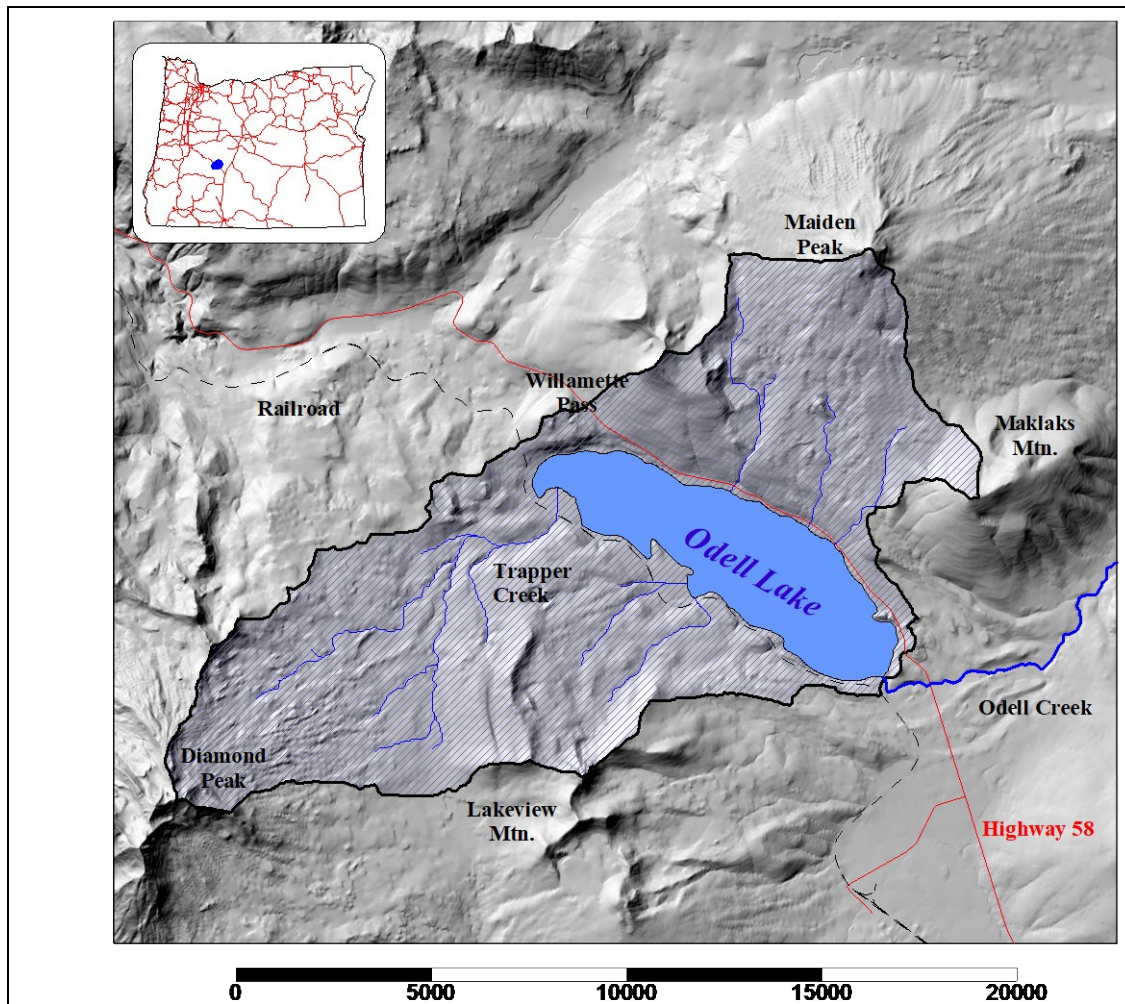 Maiden
Peak
Willamette
Pass
Railroad
Maklaks
Mtn.
Odell Lake
Trapper
Creek
Odell Creek
Diamond
Peak
Lakeview
Mtn.
Highway 58
0 5000 10000 15000 20000